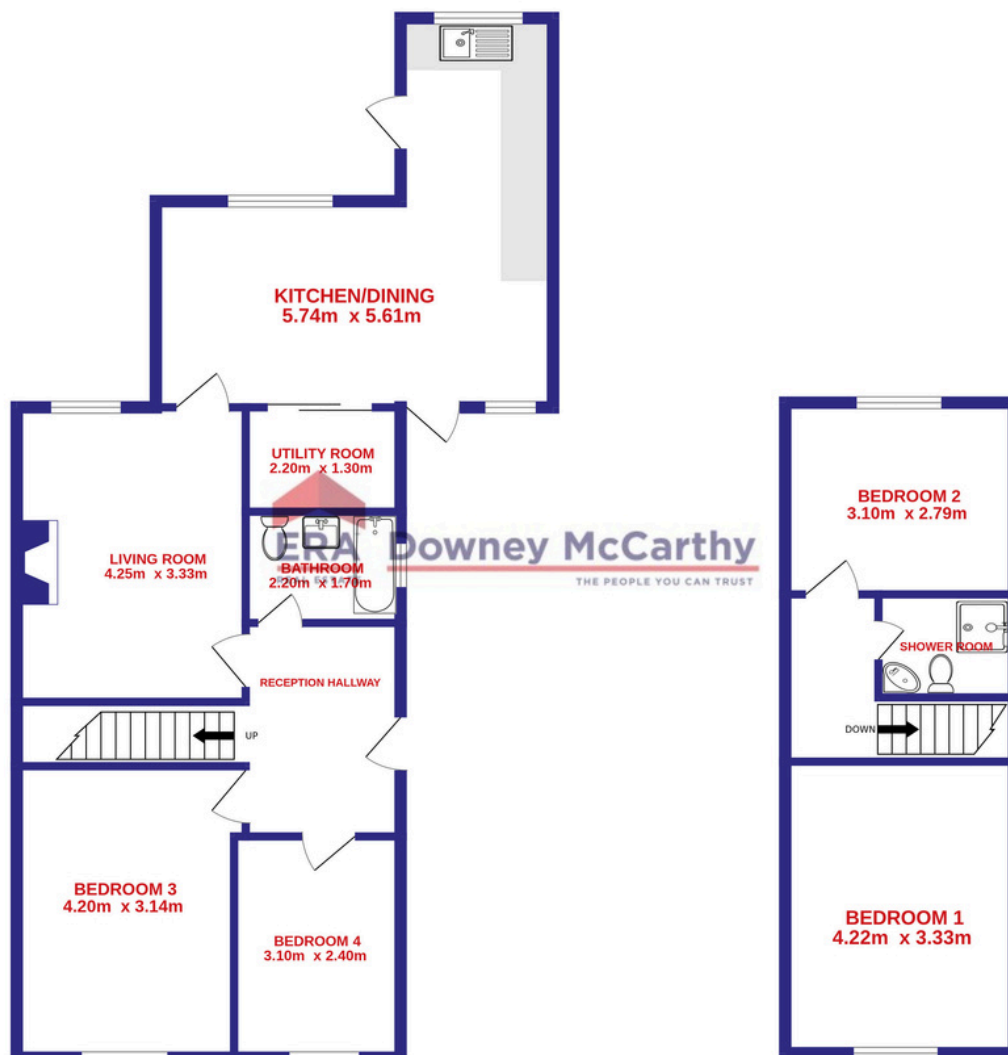 KITCHEN/DINING
5.74m x 5.61m
UTILITY ROOM
2.20m x 1.30m
LIVING ROOM
4.25m x 3.33m
BATHROOM
2.20m x 1.70m
ERA Downey McCarthy
REAL ESTATE
THE PEOPLE YOU CAN TRUST
RECEPTION HALLWAY
UP
BEDROOM 3
4.20m x 3.14m
BEDROOM 4
3.10m x 2.40m
BEDROOM 2
3.10m x 2.79m
SHOWER ROOM
DOWN
BEDROOM 1
4.22m x 3.33m